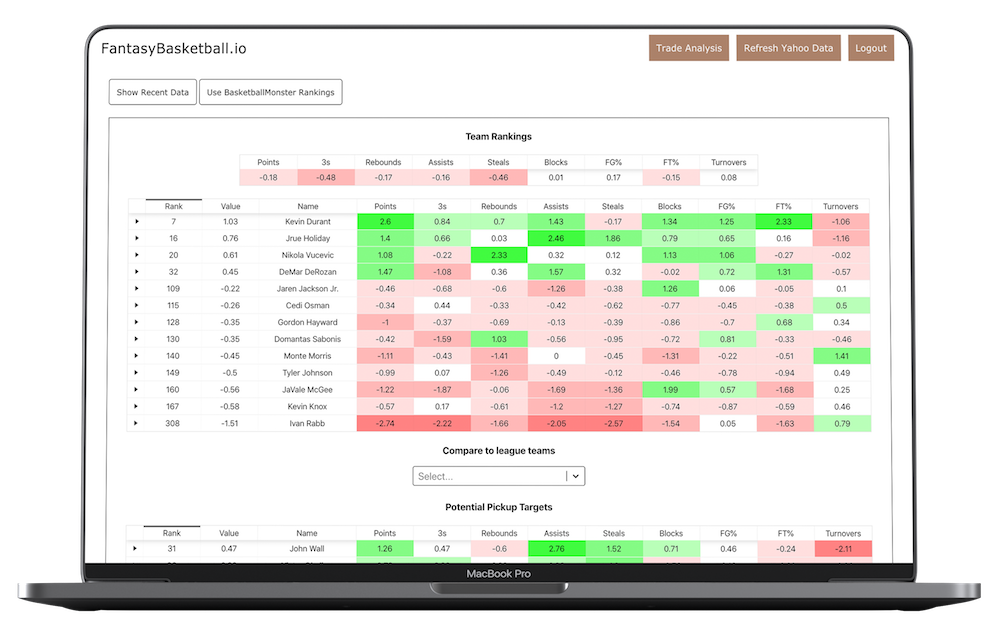 FantasyBasketball.io
Trade Analysis Refresh Yahoo Data Logout
Show Recent Data Use BasketballMonster Rankings
Team Rankings
Points 3s Rebounds Assists Steals Blocks FG% FT% Turnovers
-0.18 -0.48 -0.17 -0.16 -0.46 0.01 0.17 -0.15 0.08
Rank Value Name Points 3s Rebounds Assists Steals Blocks FG% FT% Turnovers
7 1.03 Kevin Durant 2.6 0.84 0.7 1.43 -0.17 1.34 1.25 2.33 -1.06
16 0.76 Jrue Holiday 1.4 0.66 0.03 2.46 1.86 0.79 0.65 0.16 -1.16
20 0.61 Nikola Vucevic 1.08 -0.22 2.33 0.32 0.12 1.13 1.06 -0.27 -0.02
32 0.45 DeMar DeRozan 1.47 -1.08 0.36 1.57 0.32 -0.02 0.72 1.31 -0.57
109 -0.22 Jaren Jackson Jr. -0.46 -0.68 -0.6 -1.26 -0.38 1.26 0.06 -0.05 0.1
115 -0.26 Cedi Osman -0.34 0.44 -0.33 -0.42 -0.62 -0.77 -0.45 -0.38 0.5
128 -0.35 Gordon Hayward -1 -0.37 -0.69 -0.13 -0.39 -0.86 -0.7 0.68 0.34
130 -0.35 Domantas Sabonis -0.42 -1.59 1.03 -0.56 -0.95 -0.72 0.81 -0.33 -0.46
140 -0.45 Monte Morris -1.11 -0.43 -1.41 0 -0.45 -1.31 -0.22 -0.51 1.41
149 -0.5 Tyler Johnson -0.99 0.07 -1.26 -0.49 -0.12 -0.46 -0.78 -0.94 0.49
160 -0.56 JaVale McGee -1.22 -1.87 -0.06 -1.69 -1.36 1.99 0.57 -1.68 0.25
167 -0.58 Kevin Knox -0.57 0.17 -0.61 -1.2 -1.27 -0.74 -0.87 -0.59 0.46
308 -1.51 Ivan Rabb -2.74 -2.22 -1.66 -2.05 -2.57 -1.54 0.05 -1.63 0.79
Compare to league teams
Select...
Potential Pickup Targets
Rank Value Name Points 3s Rebounds Assists Steals Blocks FG% FT% Turnovers
31 0.47 John Wall 1.26 0.47 -0.6 2.76 1.52 0.71 0.46 -0.24 -2.11
MacBook Pro